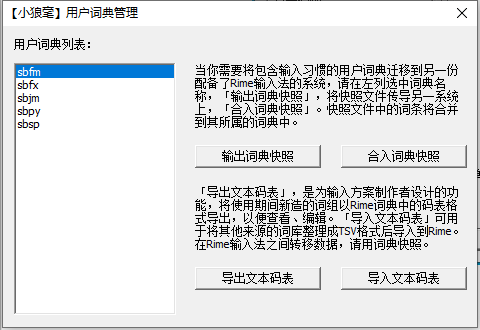 【小狼毫】用户词典管理
用户词典列表：
sbfm
sbfx
sbjm
sbpy
sbsp
当你需要将包含输入习惯的用户词典迁移到另一份
配备了Rime输入法的系统，请在左列选中词典名
称，「输出词典快照」，将快照文件传导另一系统
上，「合入词典快照」。快照文件中的词条将合并
到其所属的词典中。
输出词典快照
合入词典快照
「导出文本码表」，是为输入方案制作者设计的功
能，将使用期间新造的词组以Rime词典中的码表格
式导出，以便查看、编辑。「导入文本码表」可用
于将其他来源的词库整理成TSV格式后导入到Rime。
在Rime输入法之间转移数据，请用词典快照。
导出文本码表
导入文本码表